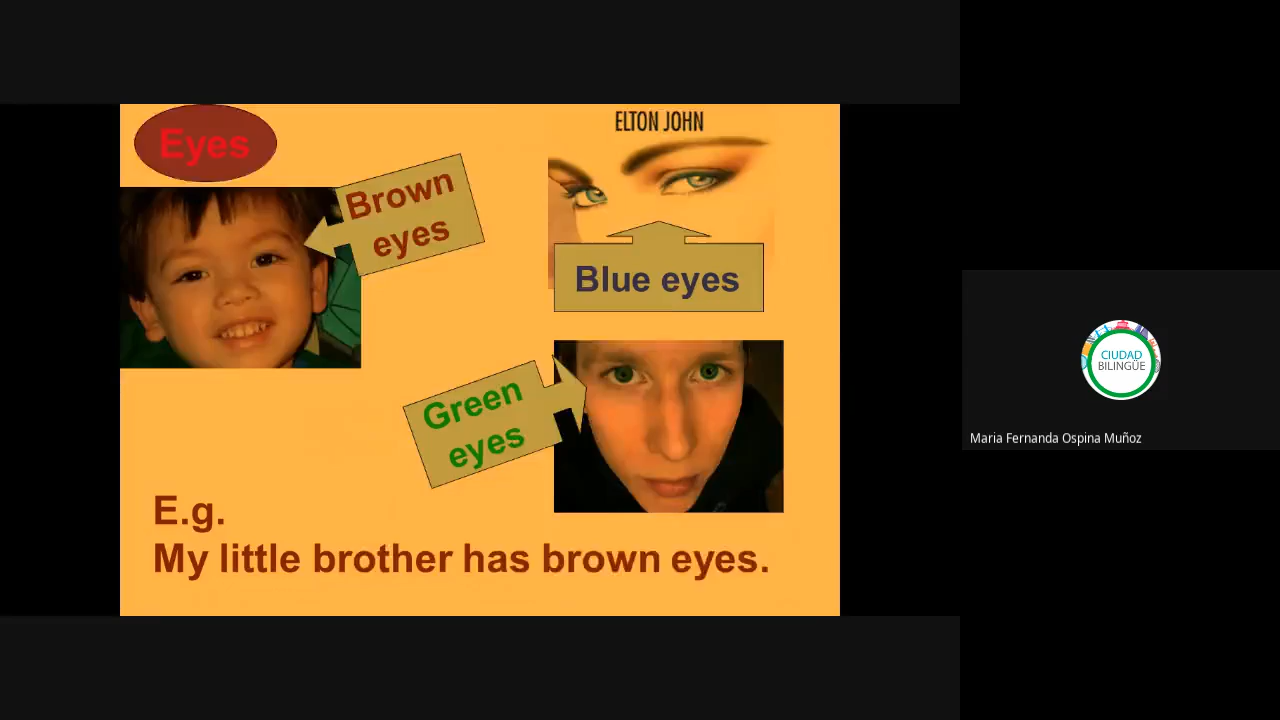 Eyes
Brown
eyes
ELTON JOHN
Blue eyes
Green
eyes
E.g.
My little brother has brown eyes.
CIUDAD
BILINGÜE
Maria Fernanda Ospina Muñoz